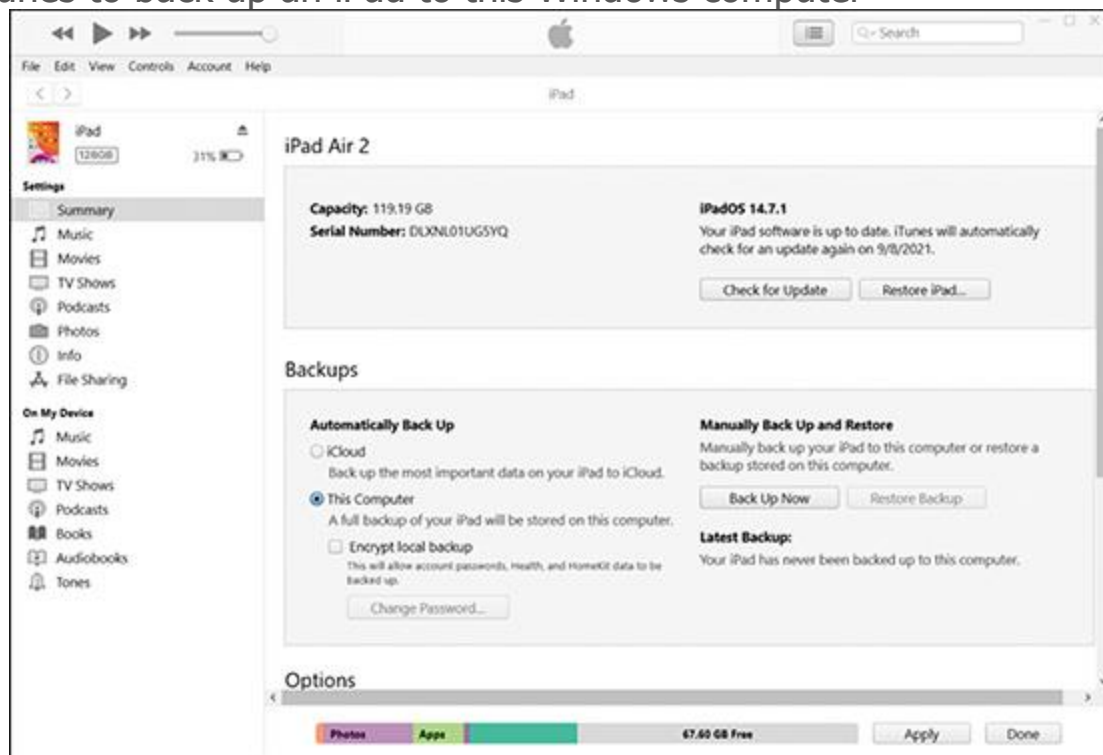 to back up an iPad to this Windows computer
Search
File Edit View Controls Account Help
iPad
iPad
128GB
31%
Settings
Summary
Music
Movies
TV Shows
Podcasts
Photos
Info
File Sharing
On My Device
Music
Movies
TV Shows
Podcasts
Books
Audiobooks
Tones
iPad Air 2
Capacity: 119.19 GB
Serial Number: DLXNL01UG5YQ
iPadOS 14.7.1
Your iPad software is up to date. iTunes will automatically
check for an update again on 9/8/2021.
Check for Update Restore iPad...
Backups
Automatically Back Up
iCloud
Back up the most important data on your iPad to iCloud.
This Computer
A full backup of your iPad will be stored on this computer.
Encrypt local backup
This will allow account passwords, Health, and HomeKit data to be
backed up.
Change Password...
Manually Back Up and Restore
Manually back up your iPad to this computer or restore a
backup stored on this computer.
Back Up Now Restore Backup
Latest Backup:
Your iPad has never been backed up to this computer.
Options
Photos Apps 67.60 GB Free Apply Done